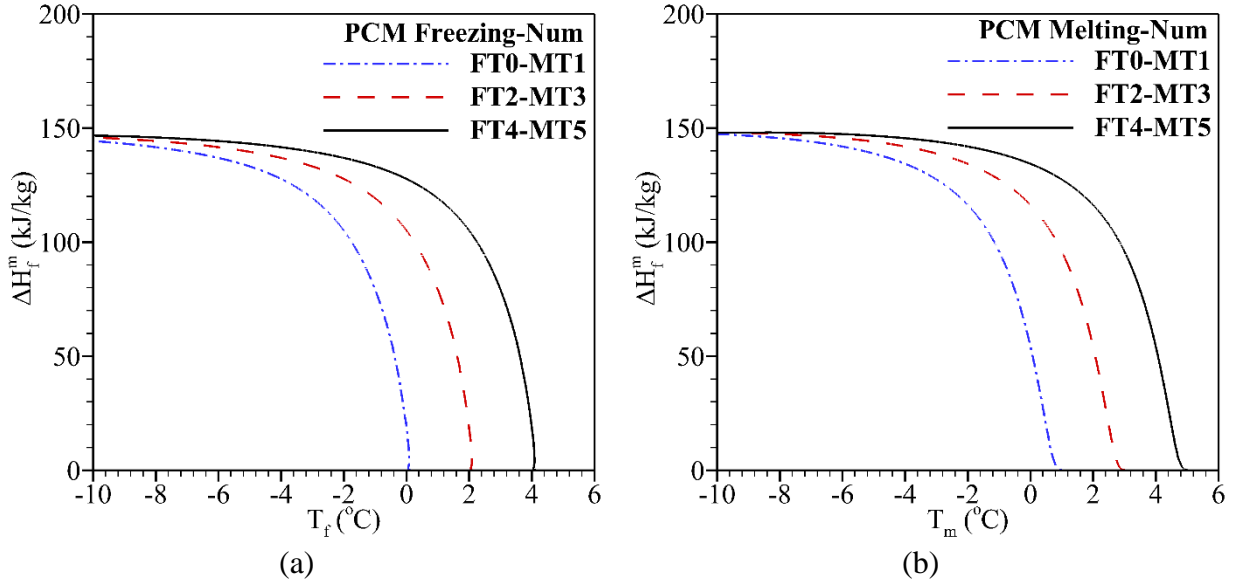 200
150
100
50
0
ΔH_f^m (kJ/kg)
PCM Freezing-Num
FT0-MT1
FT2-MT3
FT4-MT5
-10 -8 -6 -4 -2 0 2 4 6
T_f (°C)
(a)
200
150
100
50
0
ΔH_f^m (kJ/kg)
PCM Melting-Num
FT0-MT1
FT2-MT3
FT4-MT5
-10 -8 -6 -4 -2 0 2 4 6
T_m (°C)
(b)